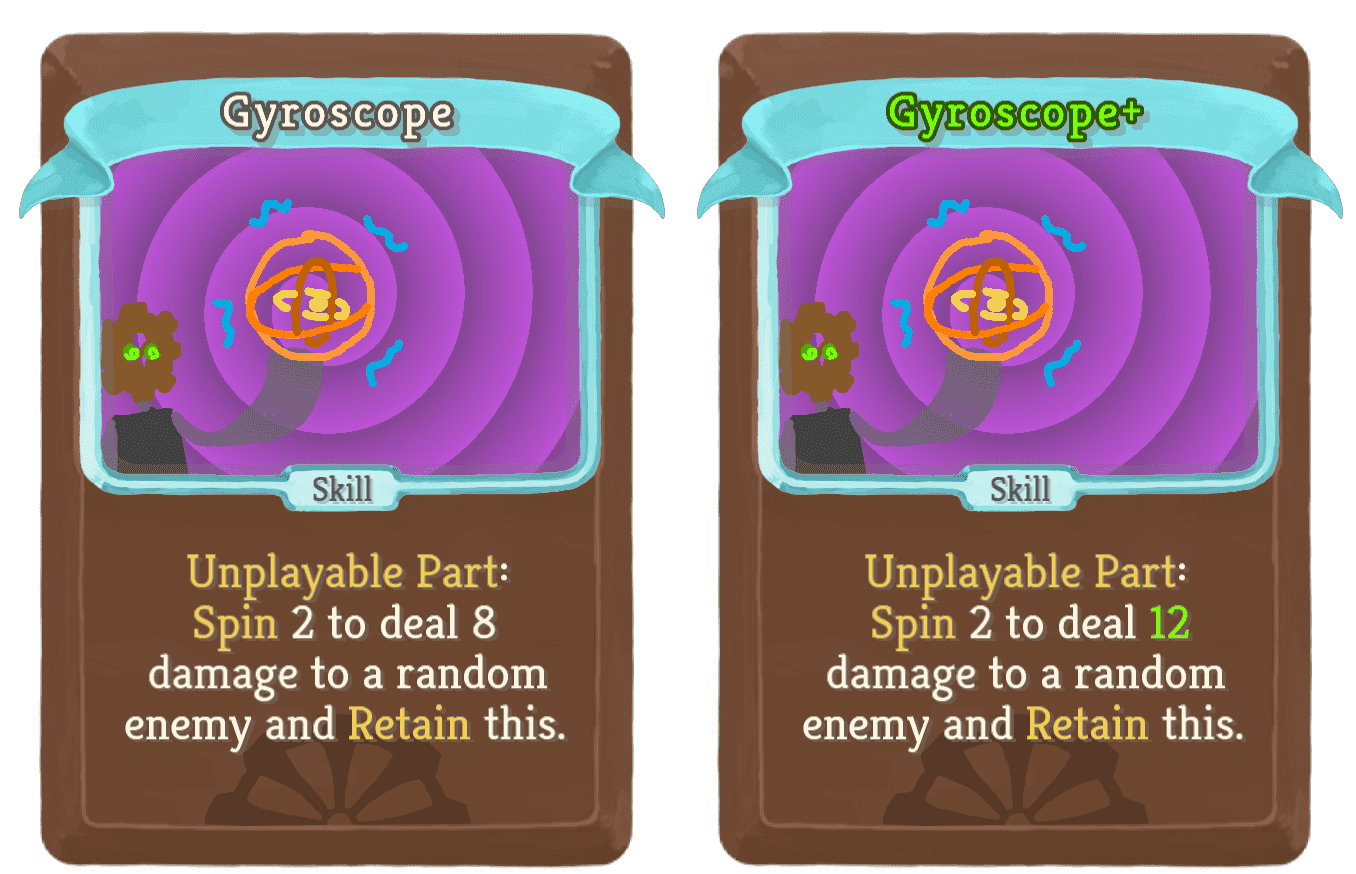 Gyroscope
Skill
Unplayable Part:
Spin 2 to deal 8
damage to a random
enemy and Retain this.
Gyroscope+
Skill
Unplayable Part:
Spin 2 to deal 12
damage to a random
enemy and Retain this.